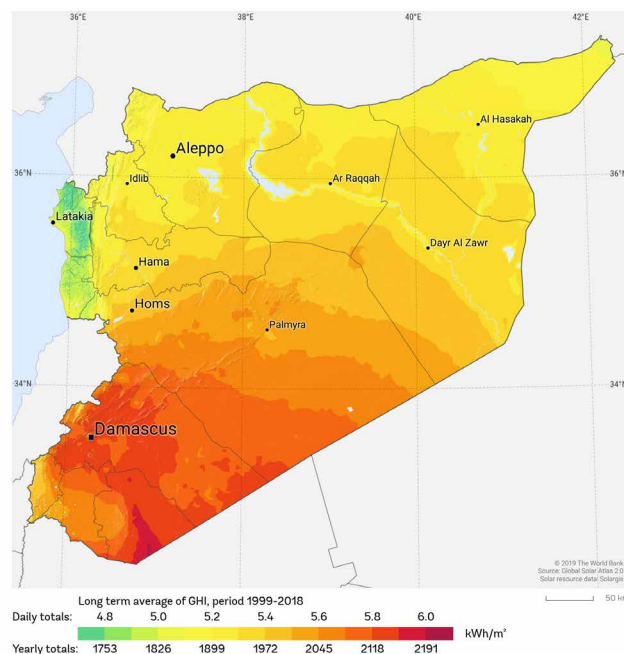 36°E 38°E 40°E 42°E
Al Hasakah
Aleppo
36°N
Idlib
Ar Raqqah
Latakia
Dayr Al Zawr
Hama
Homs
Palmyra
34°N 34°N
Damascus
© 2019 The World Bank
Source: Global Solar Atlas 2.0
Solar resource data: Solargis
Long term average of GHI, period 1999-2018
50 km
Daily totals: 4.8 5.0 5.2 5.4 5.6 5.8 6.0
kWh/m²
Yearly totals: 1753 1826 1899 1972 2045 2118 2191